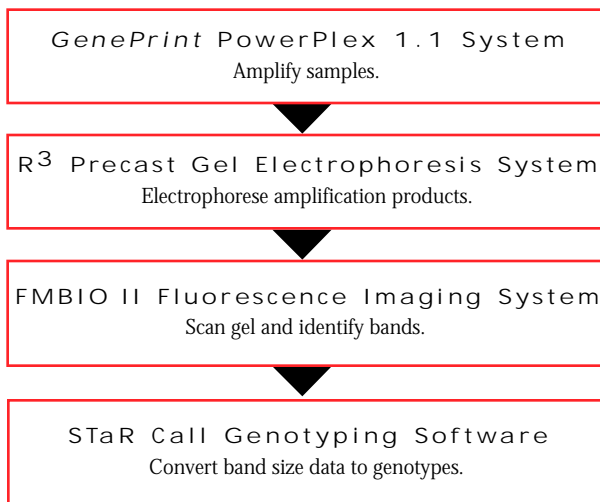 GenePrint PowerPlex 1.1 System
Amplify samples.
R³ Precast Gel Electrophoresis System
Electrophorese amplification products.
FMBIO II Fluorescence Imaging System
Scan gel and identify bands.
STaR Call Genotyping Software
Convert band size data to genotypes.